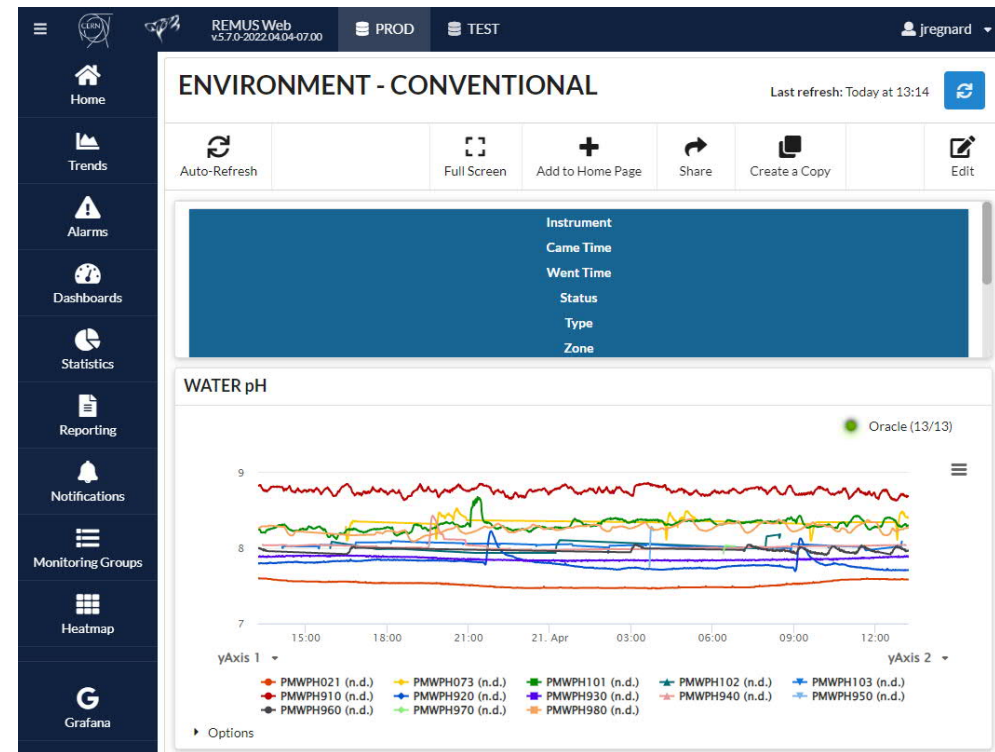 CERN
REMUS Web
v.5.7.0-2022.04.04-07.00
PROD
TEST
jregnard
Home
Trends
Alarms
Dashboards
Statistics
Reporting
Notifications
Monitoring Groups
Heatmap
Grafana
ENVIRONMENT - CONVENTIONAL
Last refresh: Today at 13:14
Auto-Refresh
Full Screen
Add to Home Page
Share
Create a Copy
Edit
Instrument
Came Time
Went Time
Status
Type
Zone
WATER pH
Oracle (13/13)
9
8
7
15:00 18:00 21:00 21. Apr 03:00 06:00 09:00 12:00
yAxis 1 yAxis 2
PMWPH021 (n.d.) PMWPH073 (n.d.) PMWPH101 (n.d.) PMWPH102 (n.d.) PMWPH103 (n.d.)
PMWPH910 (n.d.) PMWPH920 (n.d.) PMWPH930 (n.d.) PMWPH940 (n.d.) PMWPH950 (n.d.)
PMWPH960 (n.d.) PMWPH970 (n.d.) PMWPH980 (n.d.)
Options